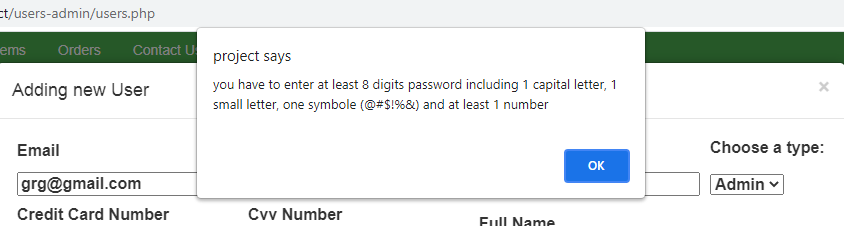 ct/users-admin/users.php
ems Orders Contact Us
project says
you have to enter at least 8 digits password including 1 capital letter, 1
small letter, one symbole (@#$!%&) and at least 1 number
OK
Adding new User ×
Email
Choose a type:
grg@gmail.com
Admin
Credit Card Number Cvv Number Full Name